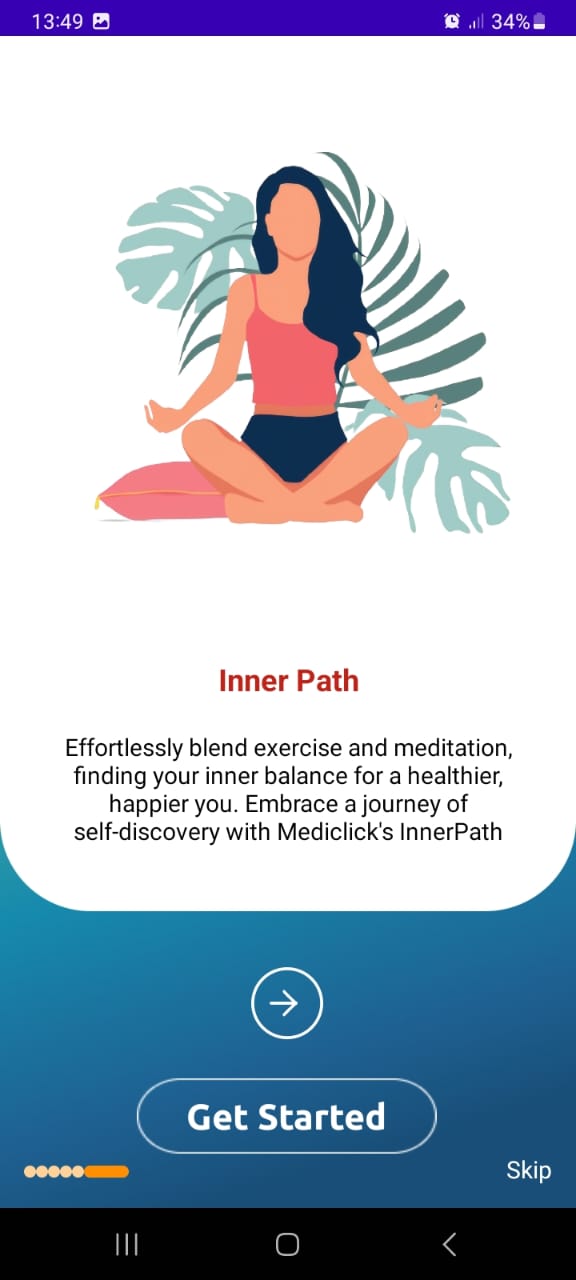 13:49
34%
Inner Path
Effortlessly blend exercise and meditation,
finding your inner balance for a healthier,
happier you. Embrace a journey of
self-discovery with Mediclick's InnerPath
Get Started
Skip